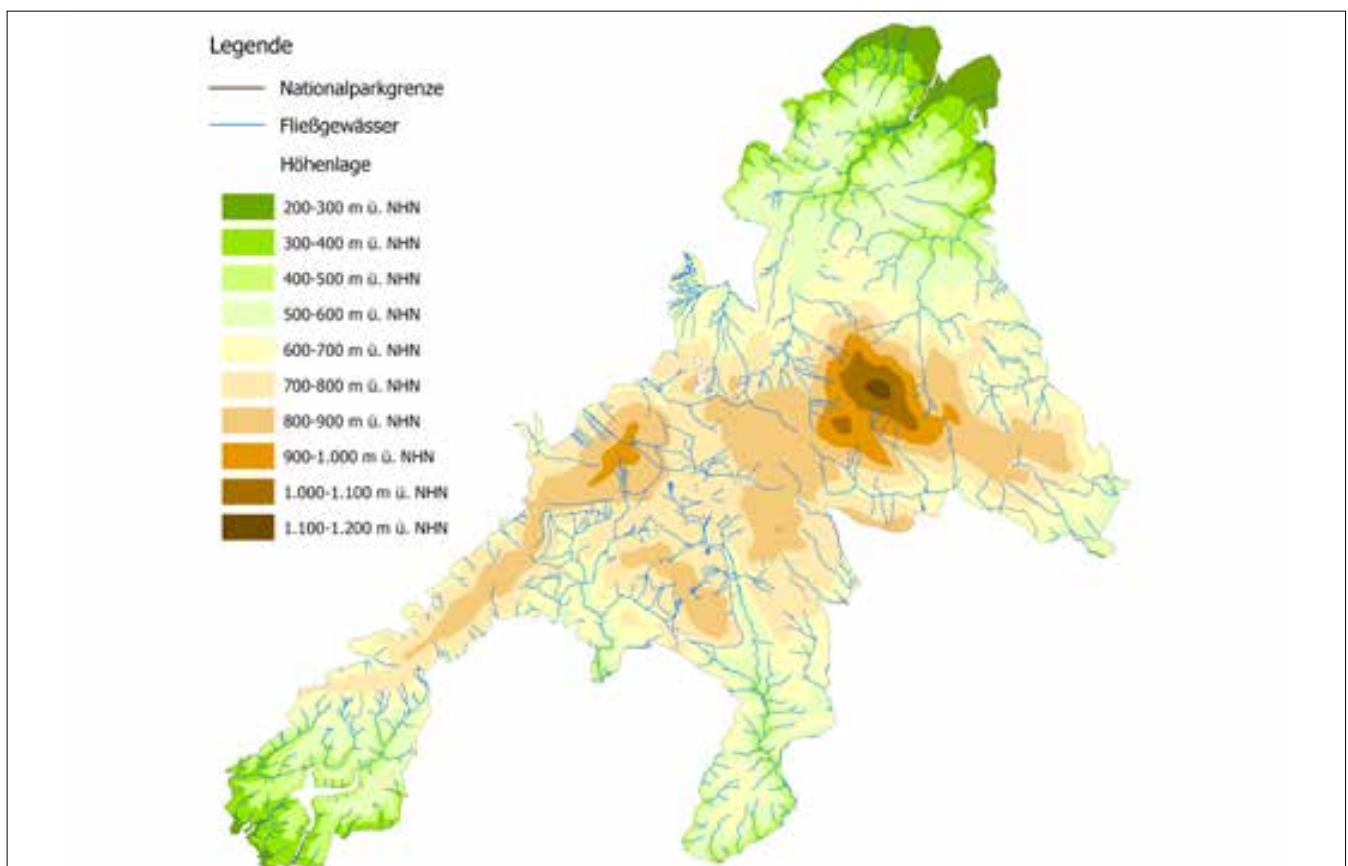 Legende
Nationalparkgrenze
Fließgewässer
Höhenlage
200-300 m ü. NHN
300-400 m ü. NHN
400-500 m ü. NHN
500-600 m ü. NHN
600-700 m ü. NHN
700-800 m ü. NHN
800-900 m ü. NHN
900-1.000 m ü. NHN
1.000-1.100 m ü. NHN
1.100-1.200 m ü. NHN